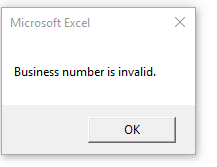 Microsoft Excel
Business number is invalid.
OK